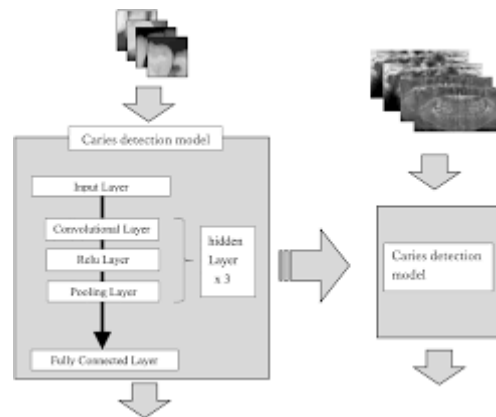 Caries detection model
Input Layer
Convolutional Layer
Relu Layer
Pooling Layer
hidden
Layer
x 3
Fully Connected Layer
Caries detection
model